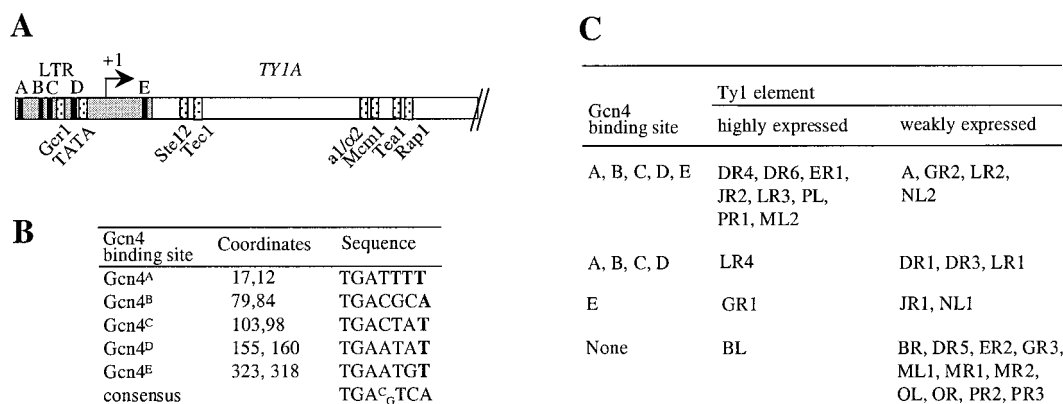 A
LTR
+1
TY1A
A B C D E
Gcr1
TATA
Ste12
Tec1
a1/α2
Mcm1
Tea1
Rap1
B
Gcn4 binding site Coordinates Sequence
Gcn4ᴬ 17,12 TGATTTT
Gcn4ᴮ 79,84 TGACGCA
Gcn4ᶜ 103,98 TGACTAT
Gcn4ᴰ 155, 160 TGAATAT
Gcn4ᴱ 323, 318 TGAATGT
consensus TGAᶜGTCA
C
Ty1 element
Gcn4 binding site highly expressed weakly expressed
A, B, C, D, E DR4, DR6, ER1, A, GR2, LR2,
JR2, LR3, PL, NL2
PR1, ML2
A, B, C, D LR4 DR1, DR3, LR1
E GR1 JR1, NL1
None BL BR, DR5, ER2, GR3,
ML1, MR1, MR2,
OL, OR, PR2, PR3